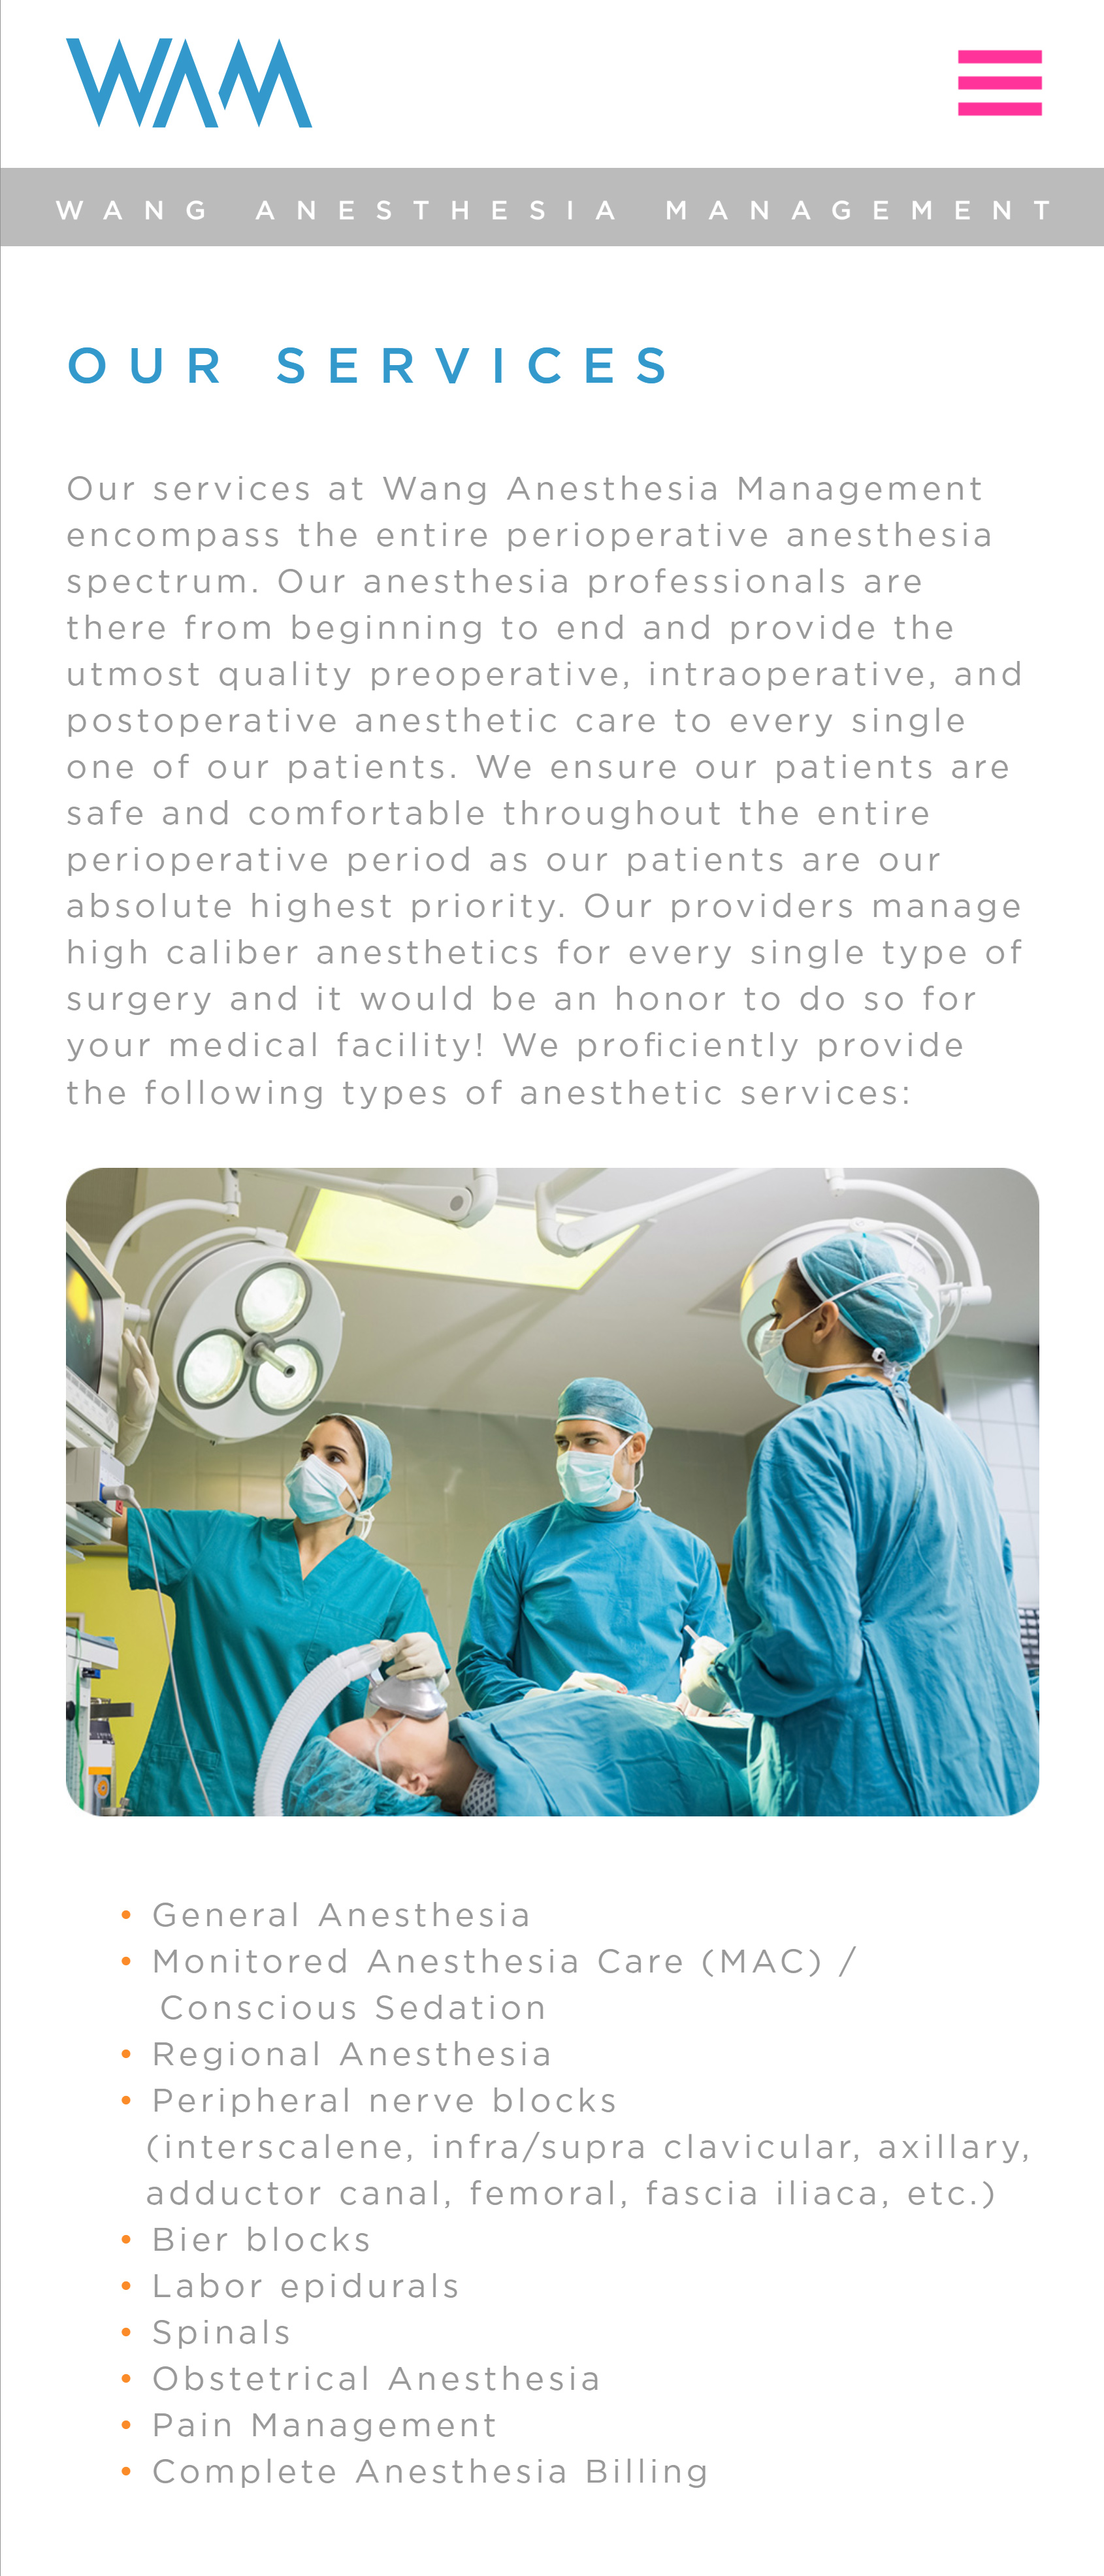 WAM
WANG ANESTHESIA MANAGEMENT
OUR SERVICES
Our services at Wang Anesthesia Management
encompass the entire perioperative anesthesia
spectrum. Our anesthesia professionals are
there from beginning to end and provide the
utmost quality preoperative, intraoperative, and
postoperative anesthetic care to every single
one of our patients. We ensure our patients are
safe and comfortable throughout the entire
perioperative period as our patients are our
absolute highest priority. Our providers manage
high caliber anesthetics for every single type of
surgery and it would be an honor to do so for
your medical facility! We proficiently provide
the following types of anesthetic services:
• General Anesthesia
• Monitored Anesthesia Care (MAC) /
Conscious Sedation
• Regional Anesthesia
• Peripheral nerve blocks
(interscalene, infra/supra clavicular, axillary,
adductor canal, femoral, fascia iliaca, etc.)
• Bier blocks
• Labor epidurals
• Spinals
• Obstetrical Anesthesia
• Pain Management
• Complete Anesthesia Billing